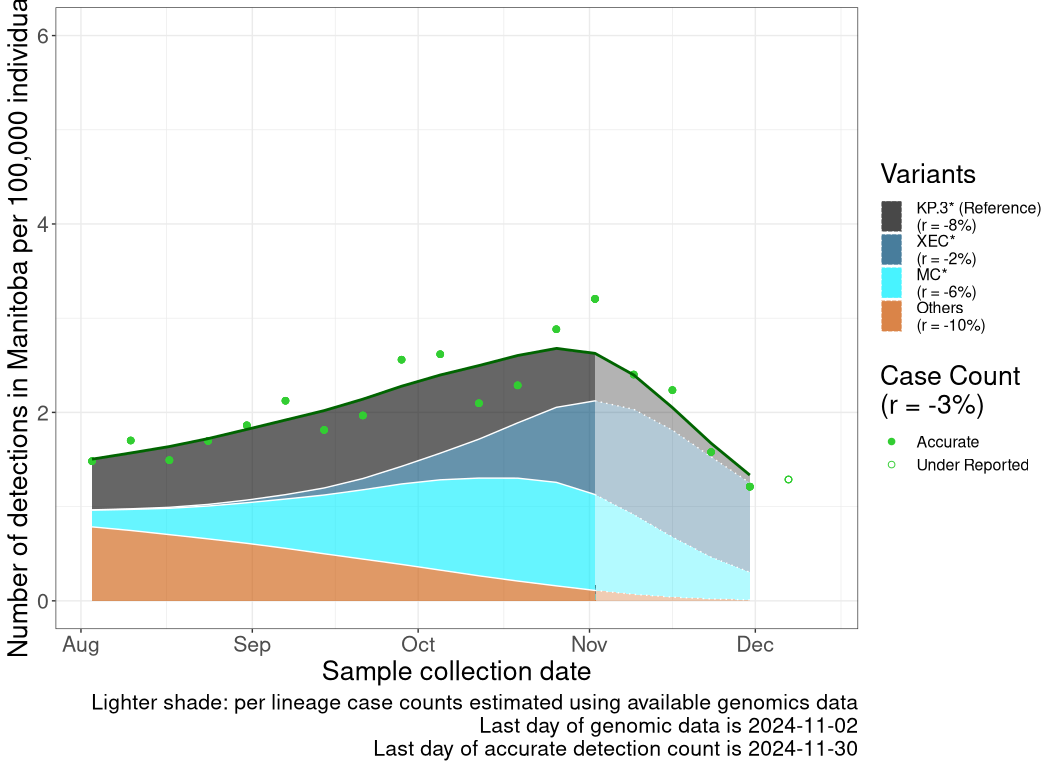 Number of detections in Manitoba per 100,000
6
4
2
0
Aug Sep Oct Nov Dec
Sample collection date
Lighter shade: per lineage case counts estimated using available genomics data
Last day of genomic data is 2024-11-02
Last day of accurate detection count is 2024-11-30
Variants
KP.3* (Reference)
(r = -8%)
XEC*
(r = -2%)
MC*
(r = -6%)
Others
(r = -10%)
Case Count
(r = -3%)
Accurate
Under Reported